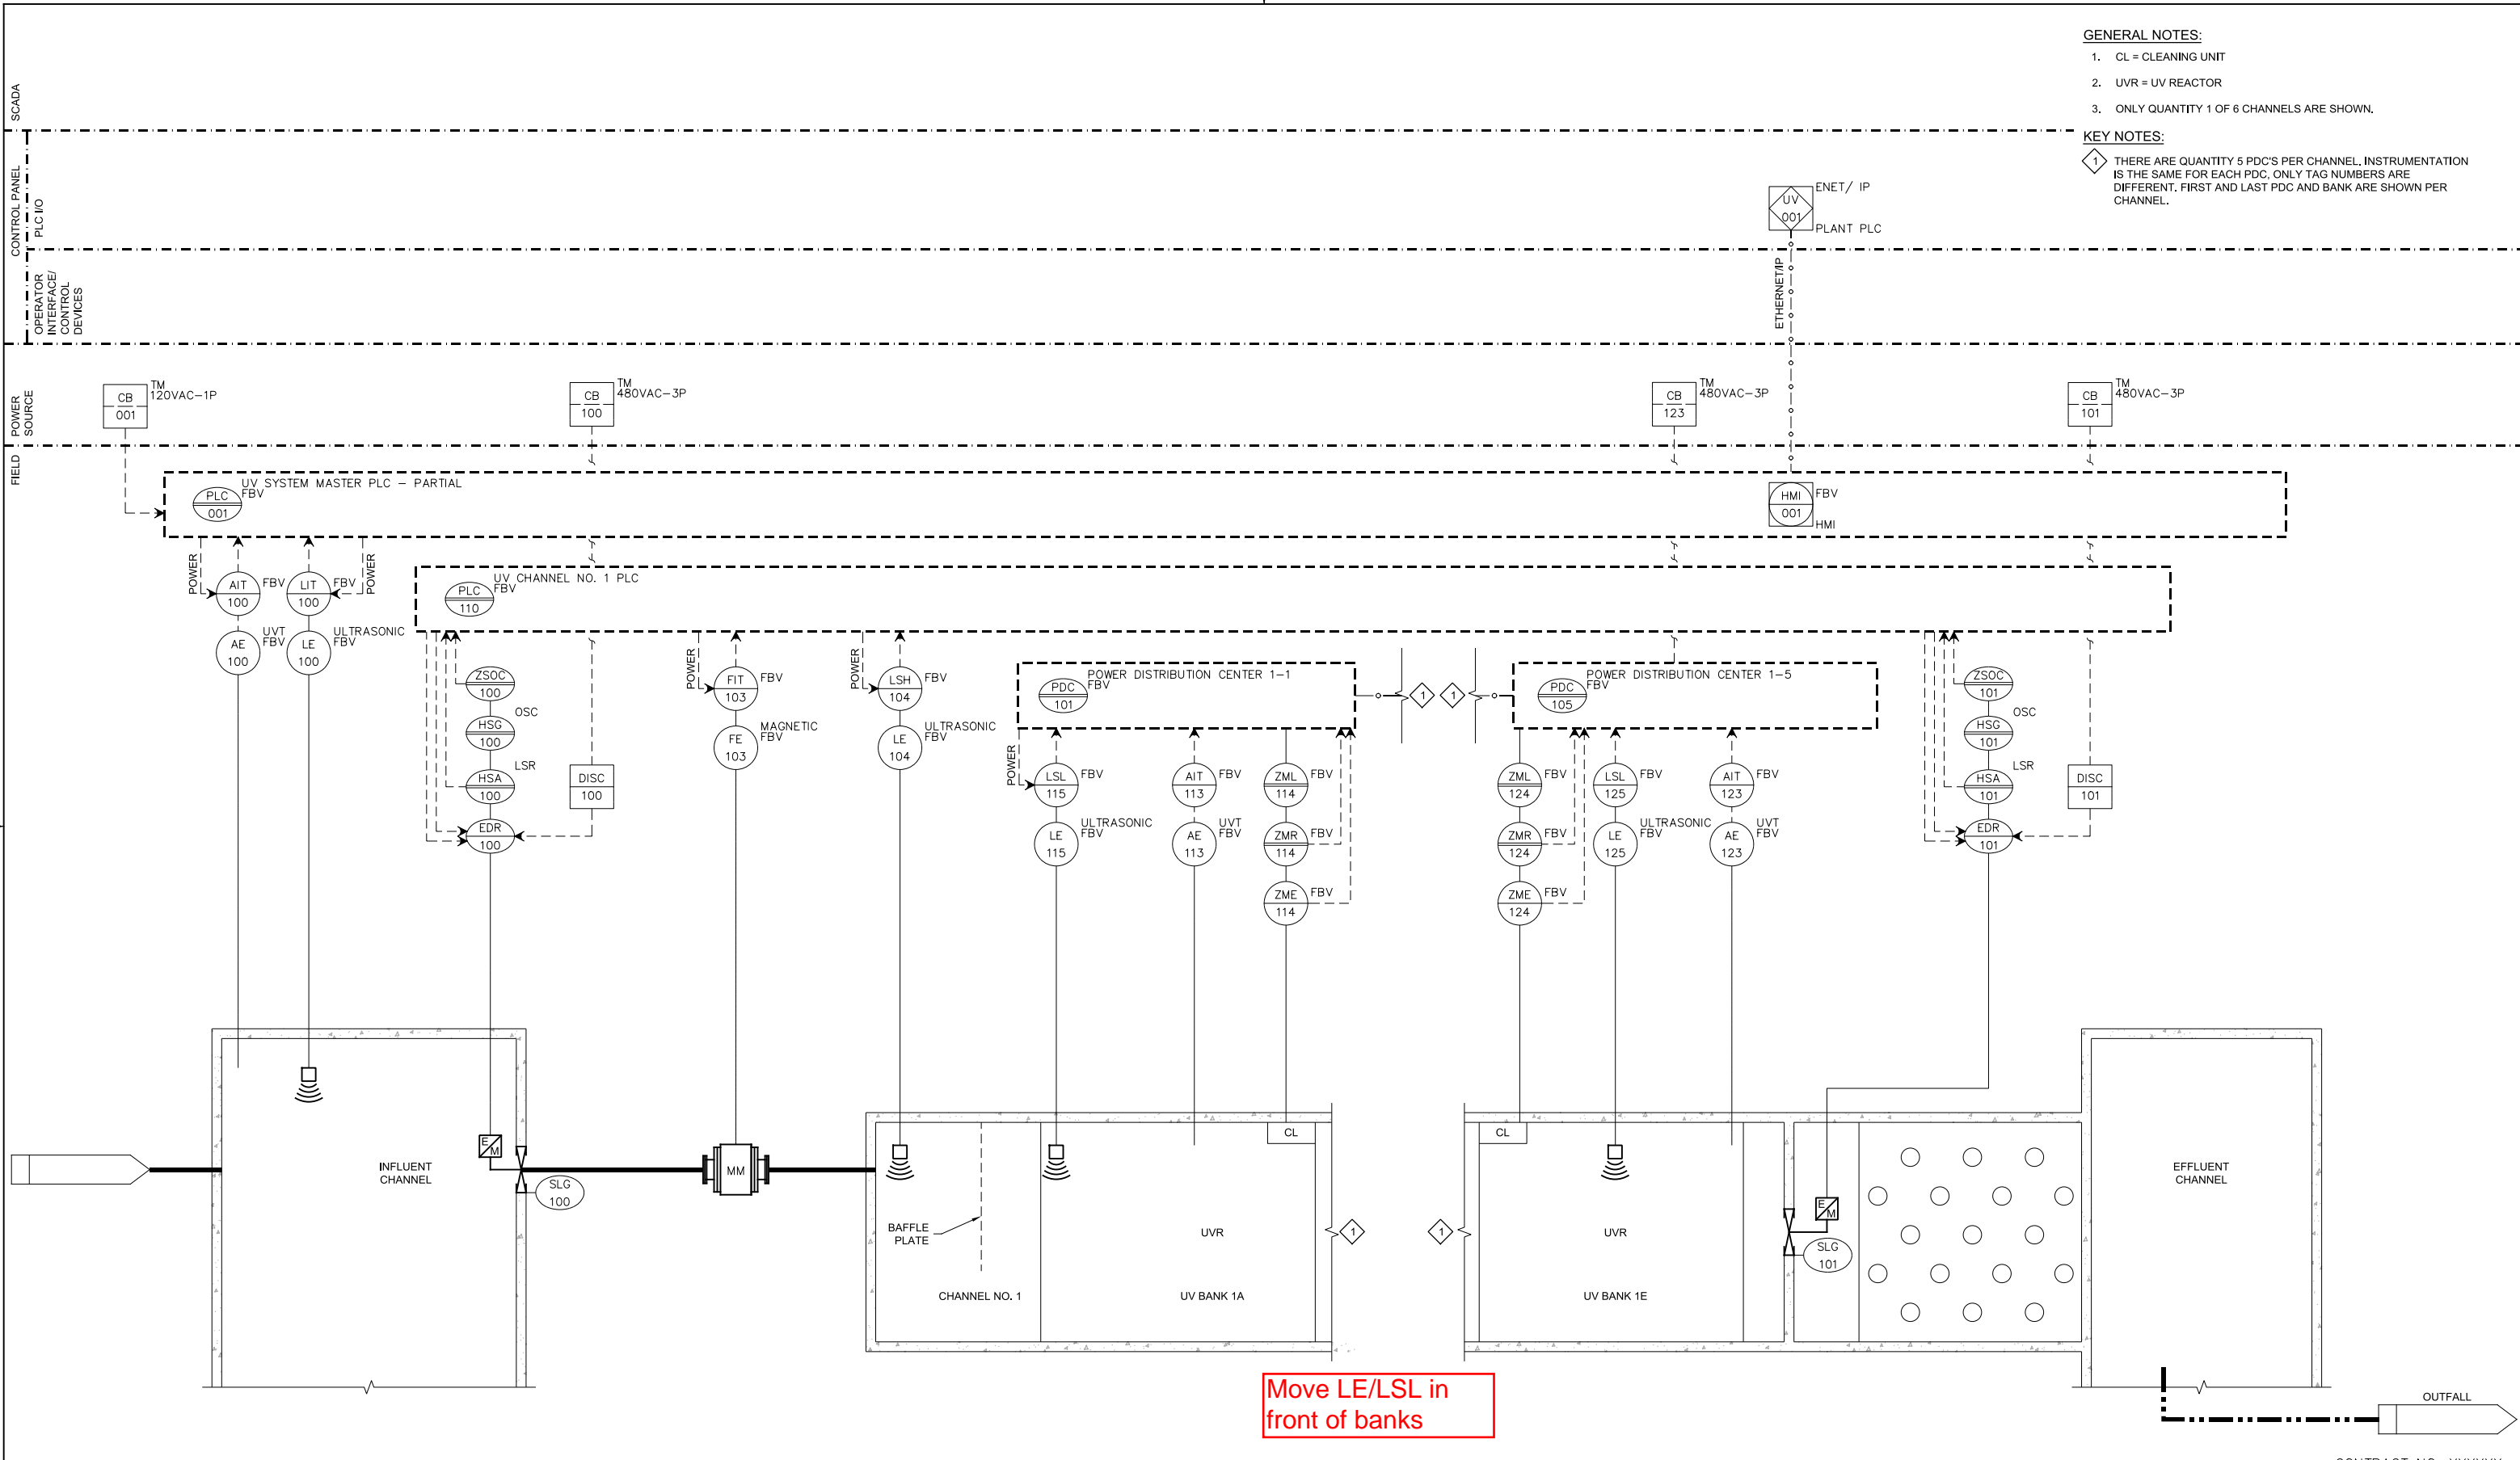 GENERAL NOTES:
1. CL = CLEANING UNIT
2. UVR = UV REACTOR
3. ONLY QUANTITY 1 OF 6 CHANNELS ARE SHOWN.
KEY NOTES:
1 THERE ARE QUANTITY 5 PDC'S PER CHANNEL. INSTRUMENTATION
IS THE SAME FOR EACH PDC, ONLY TAG NUMBERS ARE
DIFFERENT. FIRST AND LAST PDC AND BANK ARE SHOWN PER
CHANNEL.
SCADA
CONTROL PANEL
PLC I/O
OPERATOR
INTERFACE/
CONTROL
DEVICES
POWER
SOURCE
FIELD
UV
001
ENET/ IP
PLANT PLC
ETHERNET/IP
CB
001
TM
120VAC-1P
CB
100
TM
480VAC-3P
CB
123
TM
480VAC-3P
CB
101
TM
480VAC-3P
PLC
001
UV SYSTEM MASTER PLC - PARTIAL
FBV
HMI
001
FBV
HMI
POWER
AIT
100
FBV
LIT
100
FBV
POWER
AE
100
UVT
FBV
LE
100
ULTRASONIC
FBV
PLC
110
UV CHANNEL NO. 1 PLC
FBV
ZSOC
100
HSG
100
OSC
HSA
100
LSR
EDR
100
DISC
100
POWER
FIT
103
FBV
FE
103
MAGNETIC
FBV
POWER
LSH
104
FBV
LE
104
ULTRASONIC
FBV
PDC
101
POWER DISTRIBUTION CENTER 1-1
FBV
1
1
PDC
105
POWER DISTRIBUTION CENTER 1-5
FBV
POWER
LSL
115
FBV
LE
115
ULTRASONIC
FBV
AIT
113
FBV
AE
113
UVT
FBV
ZML
114
FBV
ZMR
114
FBV
ZME
114
FBV
ZML
124
FBV
ZMR
124
FBV
ZME
124
FBV
LSL
125
FBV
LE
125
ULTRASONIC
FBV
AIT
123
FBV
AE
123
UVT
FBV
ZSOC
101
HSG
101
OSC
HSA
101
LSR
EDR
101
DISC
101
INFLUENT
CHANNEL
E
M
SLG
100
MM
BAFFLE
PLATE
CHANNEL NO. 1
CL
UVR
UV BANK 1A
1
1
CL
UVR
UV BANK 1E
E
M
SLG
101
EFFLUENT
CHANNEL
Move LE/LSL in
front of banks
OUTFALL